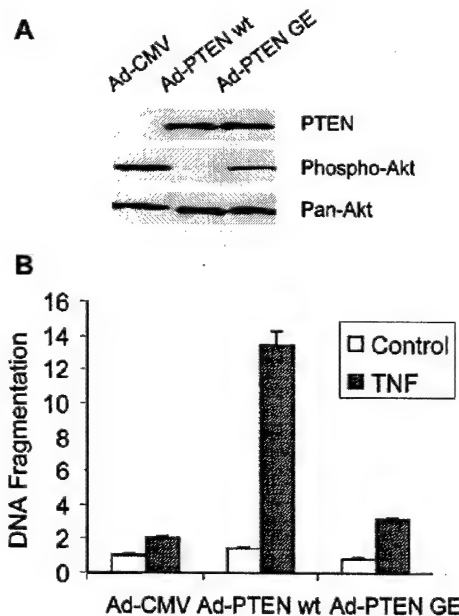 A
Ad-CMV
Ad-PTEN wt
Ad-PTEN GE
PTEN
Phospho-Akt
Pan-Akt
B
16
14
12
10
8
6
4
2
0
DNA Fragmentation
Control
TNF
Ad-CMV Ad-PTEN wt Ad-PTEN GE